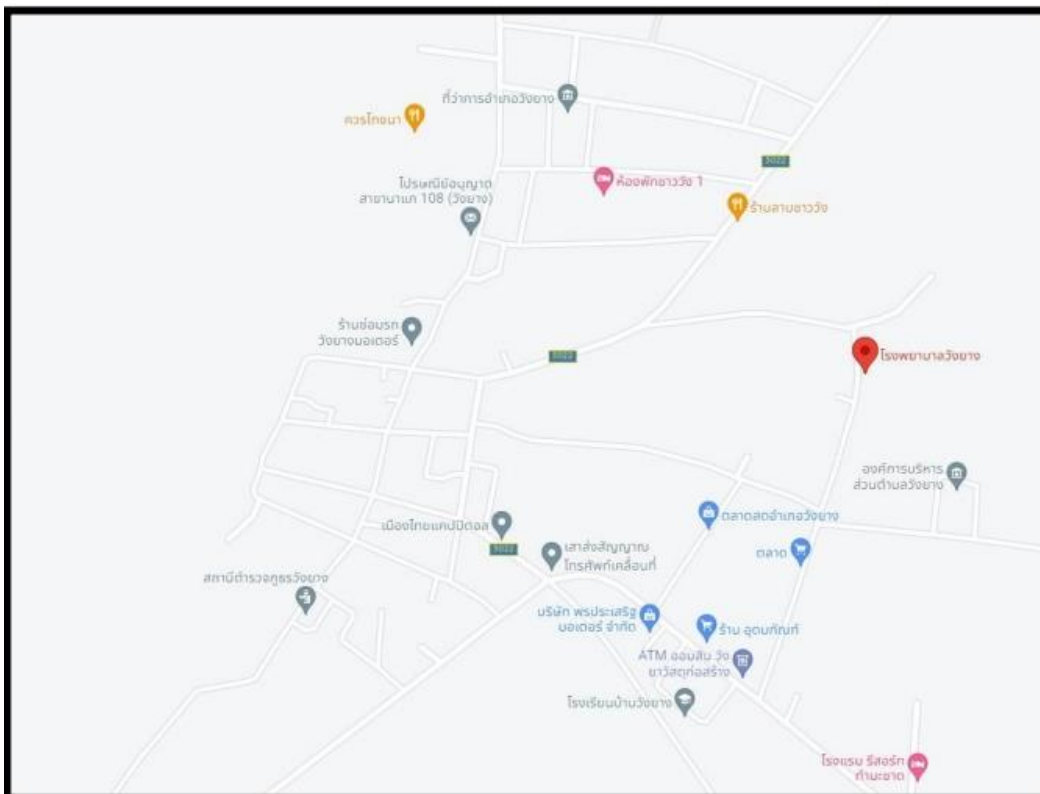 ที่ว่าการอำเภอวังยาง
ควรโกอนา
5022
ห้องพักชาววัง 1
ไปรษณีย์อนุญาต
สาขานาแก 108 (วังยาง)
ร้านลาบชาววัง
ร้านซ่อมรถ
วังยางมอเตอร์
5022
โรงพยาบาลวังยาง
องค์การบริหาร
ส่วนตำบลวังยาง
ตลาดสดอำเภอวังยาง
เมืองไทยแคปปิตอล
5022
เสาส่งสัญญาณ
โทรศัพท์เคลื่อนที่
ตลาด
สถานีตำรวจภูธรวังยาง
บริษัท พรประเสริฐ
มอเตอร์ จำกัด
ร้าน อุดมภัณฑ์
ATM ออมสิน วัง
ยาวัสดุก่อสร้าง
โรงเรียนบ้านวังยาง
โรงแรม รีสอร์ท
ทำมะชาด